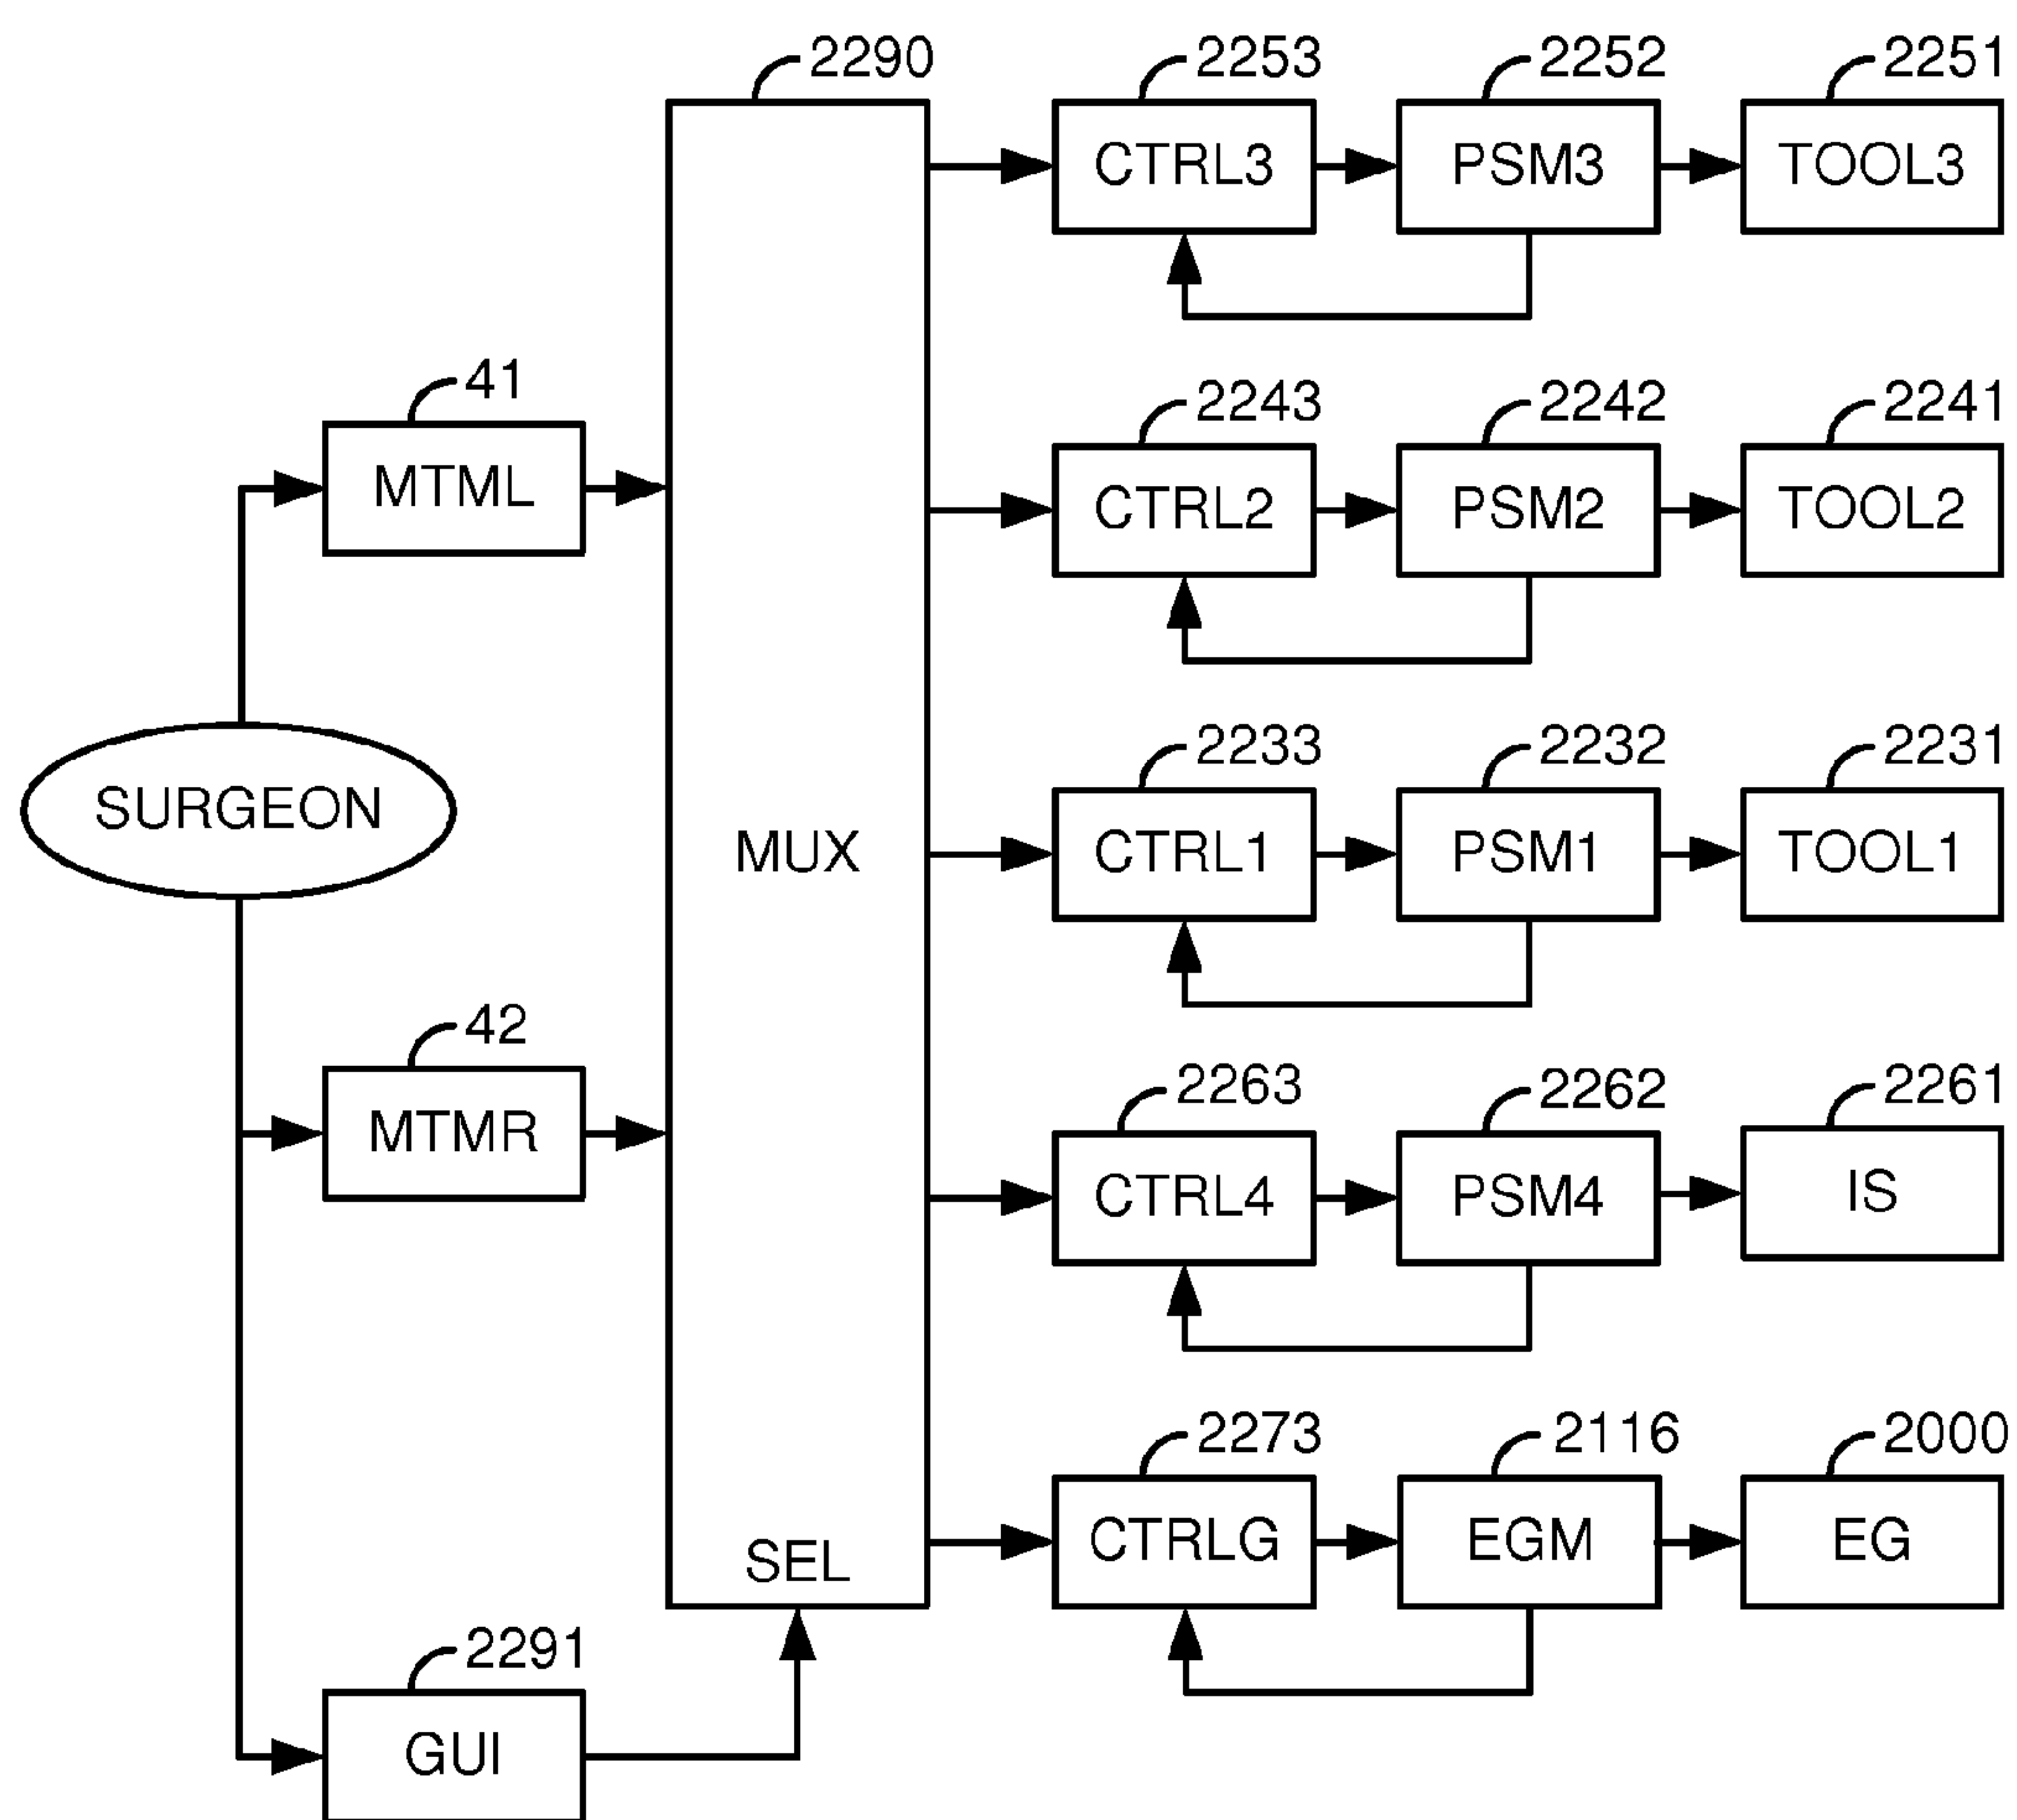 2290
2253
2252
2251
CTRL3
PSM3
TOOL3
41
2243
2242
2241
MTML
CTRL2
PSM2
TOOL2
2233
2232
2231
SURGEON
MUX
CTRL1
PSM1
TOOL1
42
2263
2262
2261
MTMR
CTRL4
PSM4
IS
2273
2116
2000
SEL
CTRLG
EGM
EG
2291
GUI